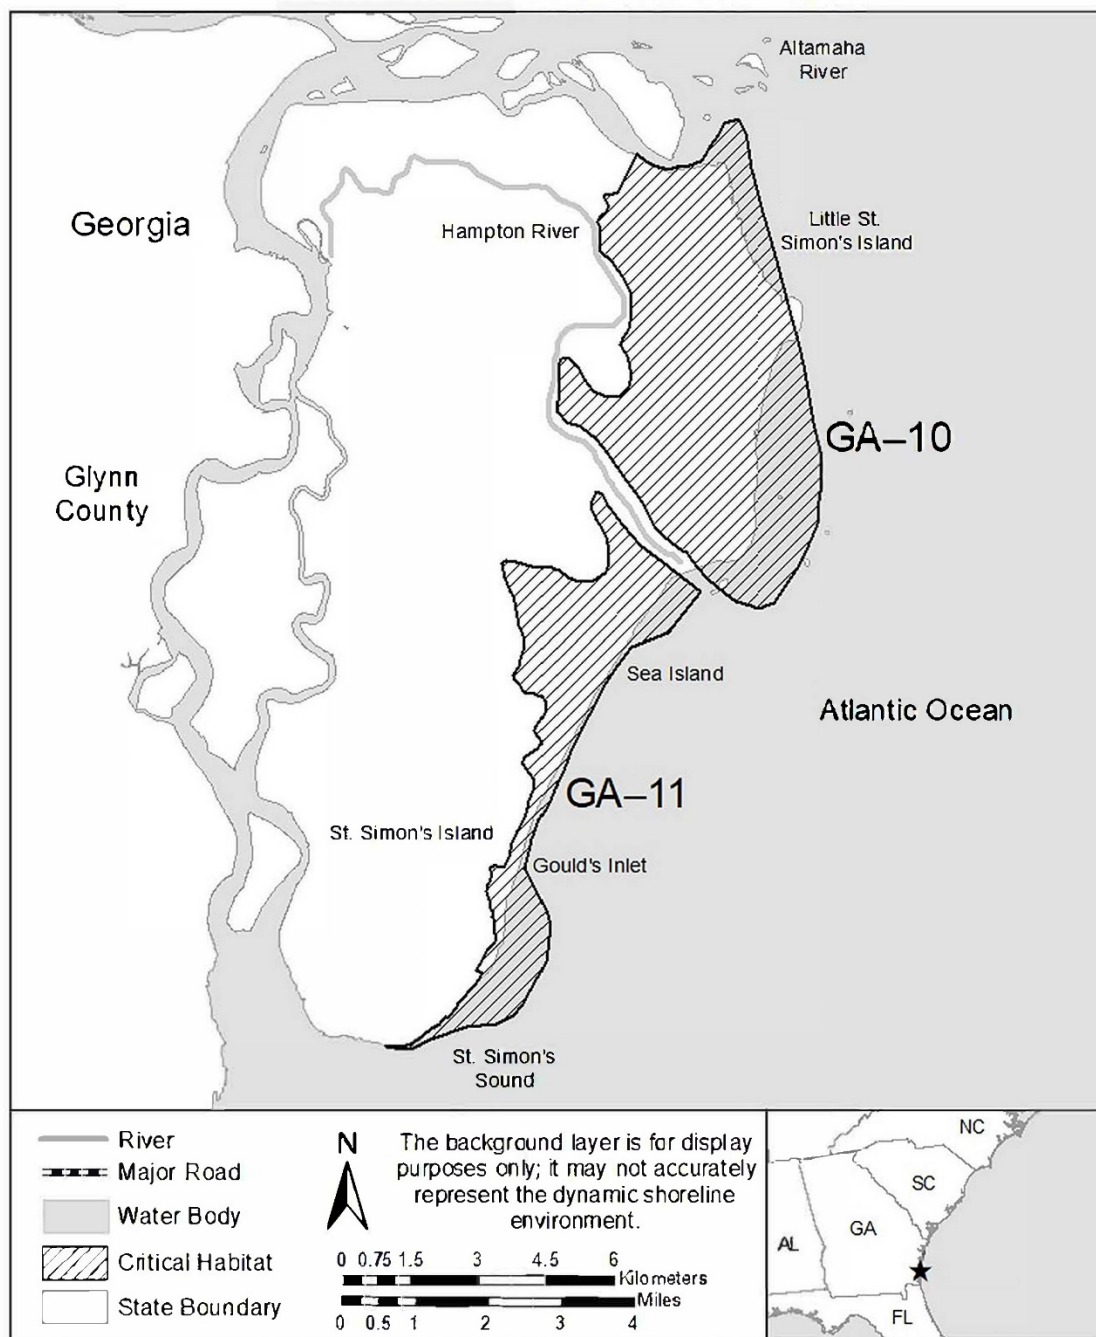 Altamaha
River
Georgia
Hampton River
Little St.
Simon's Island
GA–10
Glynn
County
Sea Island
Atlantic Ocean
GA–11
St. Simon's Island
Gould's Inlet
St. Simon's
Sound
River
Major Road
Water Body
Critical Habitat
State Boundary
N
The background layer is for display
purposes only; it may not accurately
represent the dynamic shoreline
environment.
0 0.75 1.5 3 4.5 6
Kilometers
Miles
0 0.5 1 2 3 4
NC
SC
GA
AL
FL